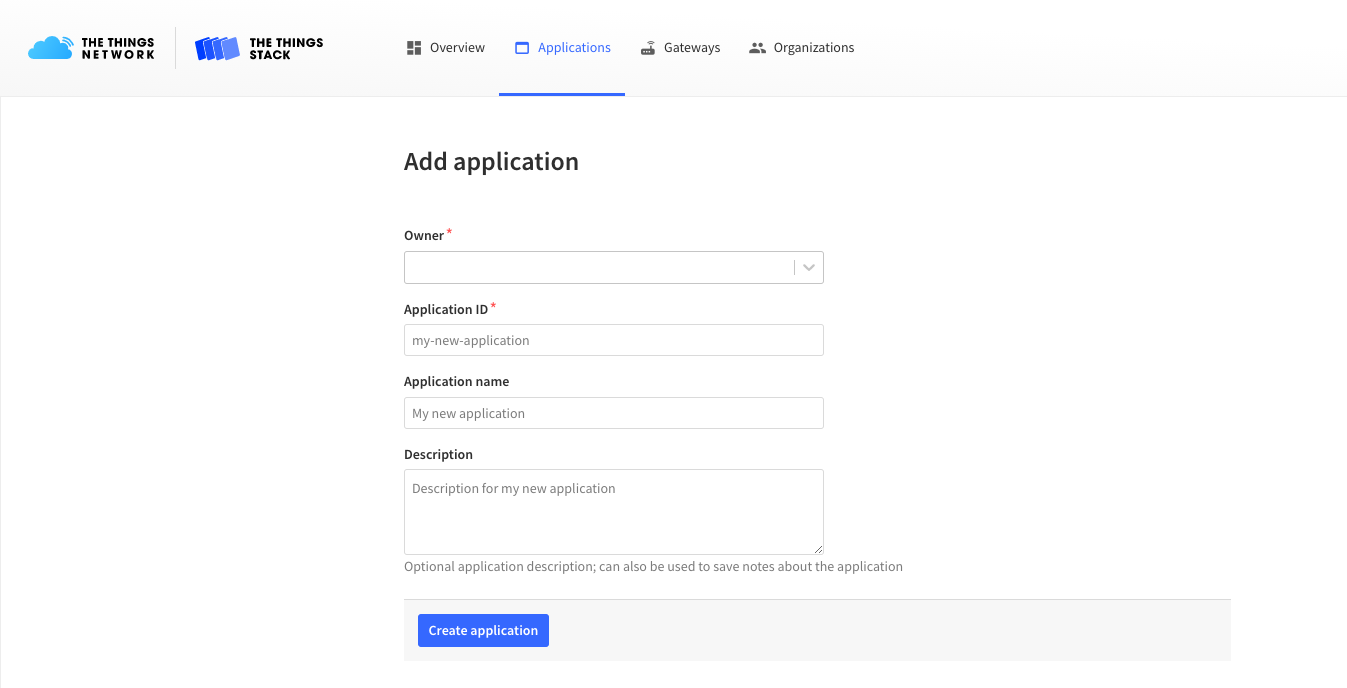 THE THINGS
NETWORK
THE THINGS
STACK
Overview Applications Gateways Organizations
Add application
Owner *
Application ID *
my-new-application
Application name
My new application
Description
Description for my new application
Optional application description; can also be used to save notes about the application
Create application